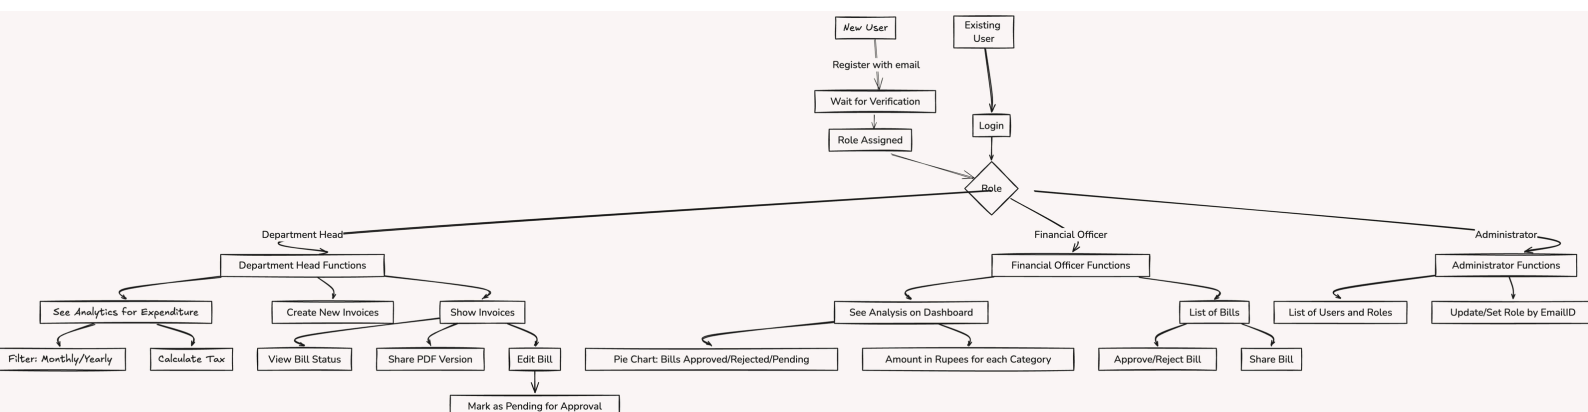 New User
Existing
User
Register with email
Wait for Verification
Login
Role Assigned
Role
Department Head
Financial Officer
Administrator
Department Head Functions
Financial Officer Functions
Administrator Functions
See Analytics for Expenditure
Create New Invoices
Show Invoices
See Analysis on Dashboard
List of Bills
List of Users and Roles
Update/Set Role by EmailID
Filter: Monthly/Yearly
Calculate Tax
View Bill Status
Share PDF Version
Edit Bill
Pie Chart: Bills Approved/Rejected/Pending
Amount in Rupees for each Category
Approve/Reject Bill
Share Bill
Mark as Pending for Approval